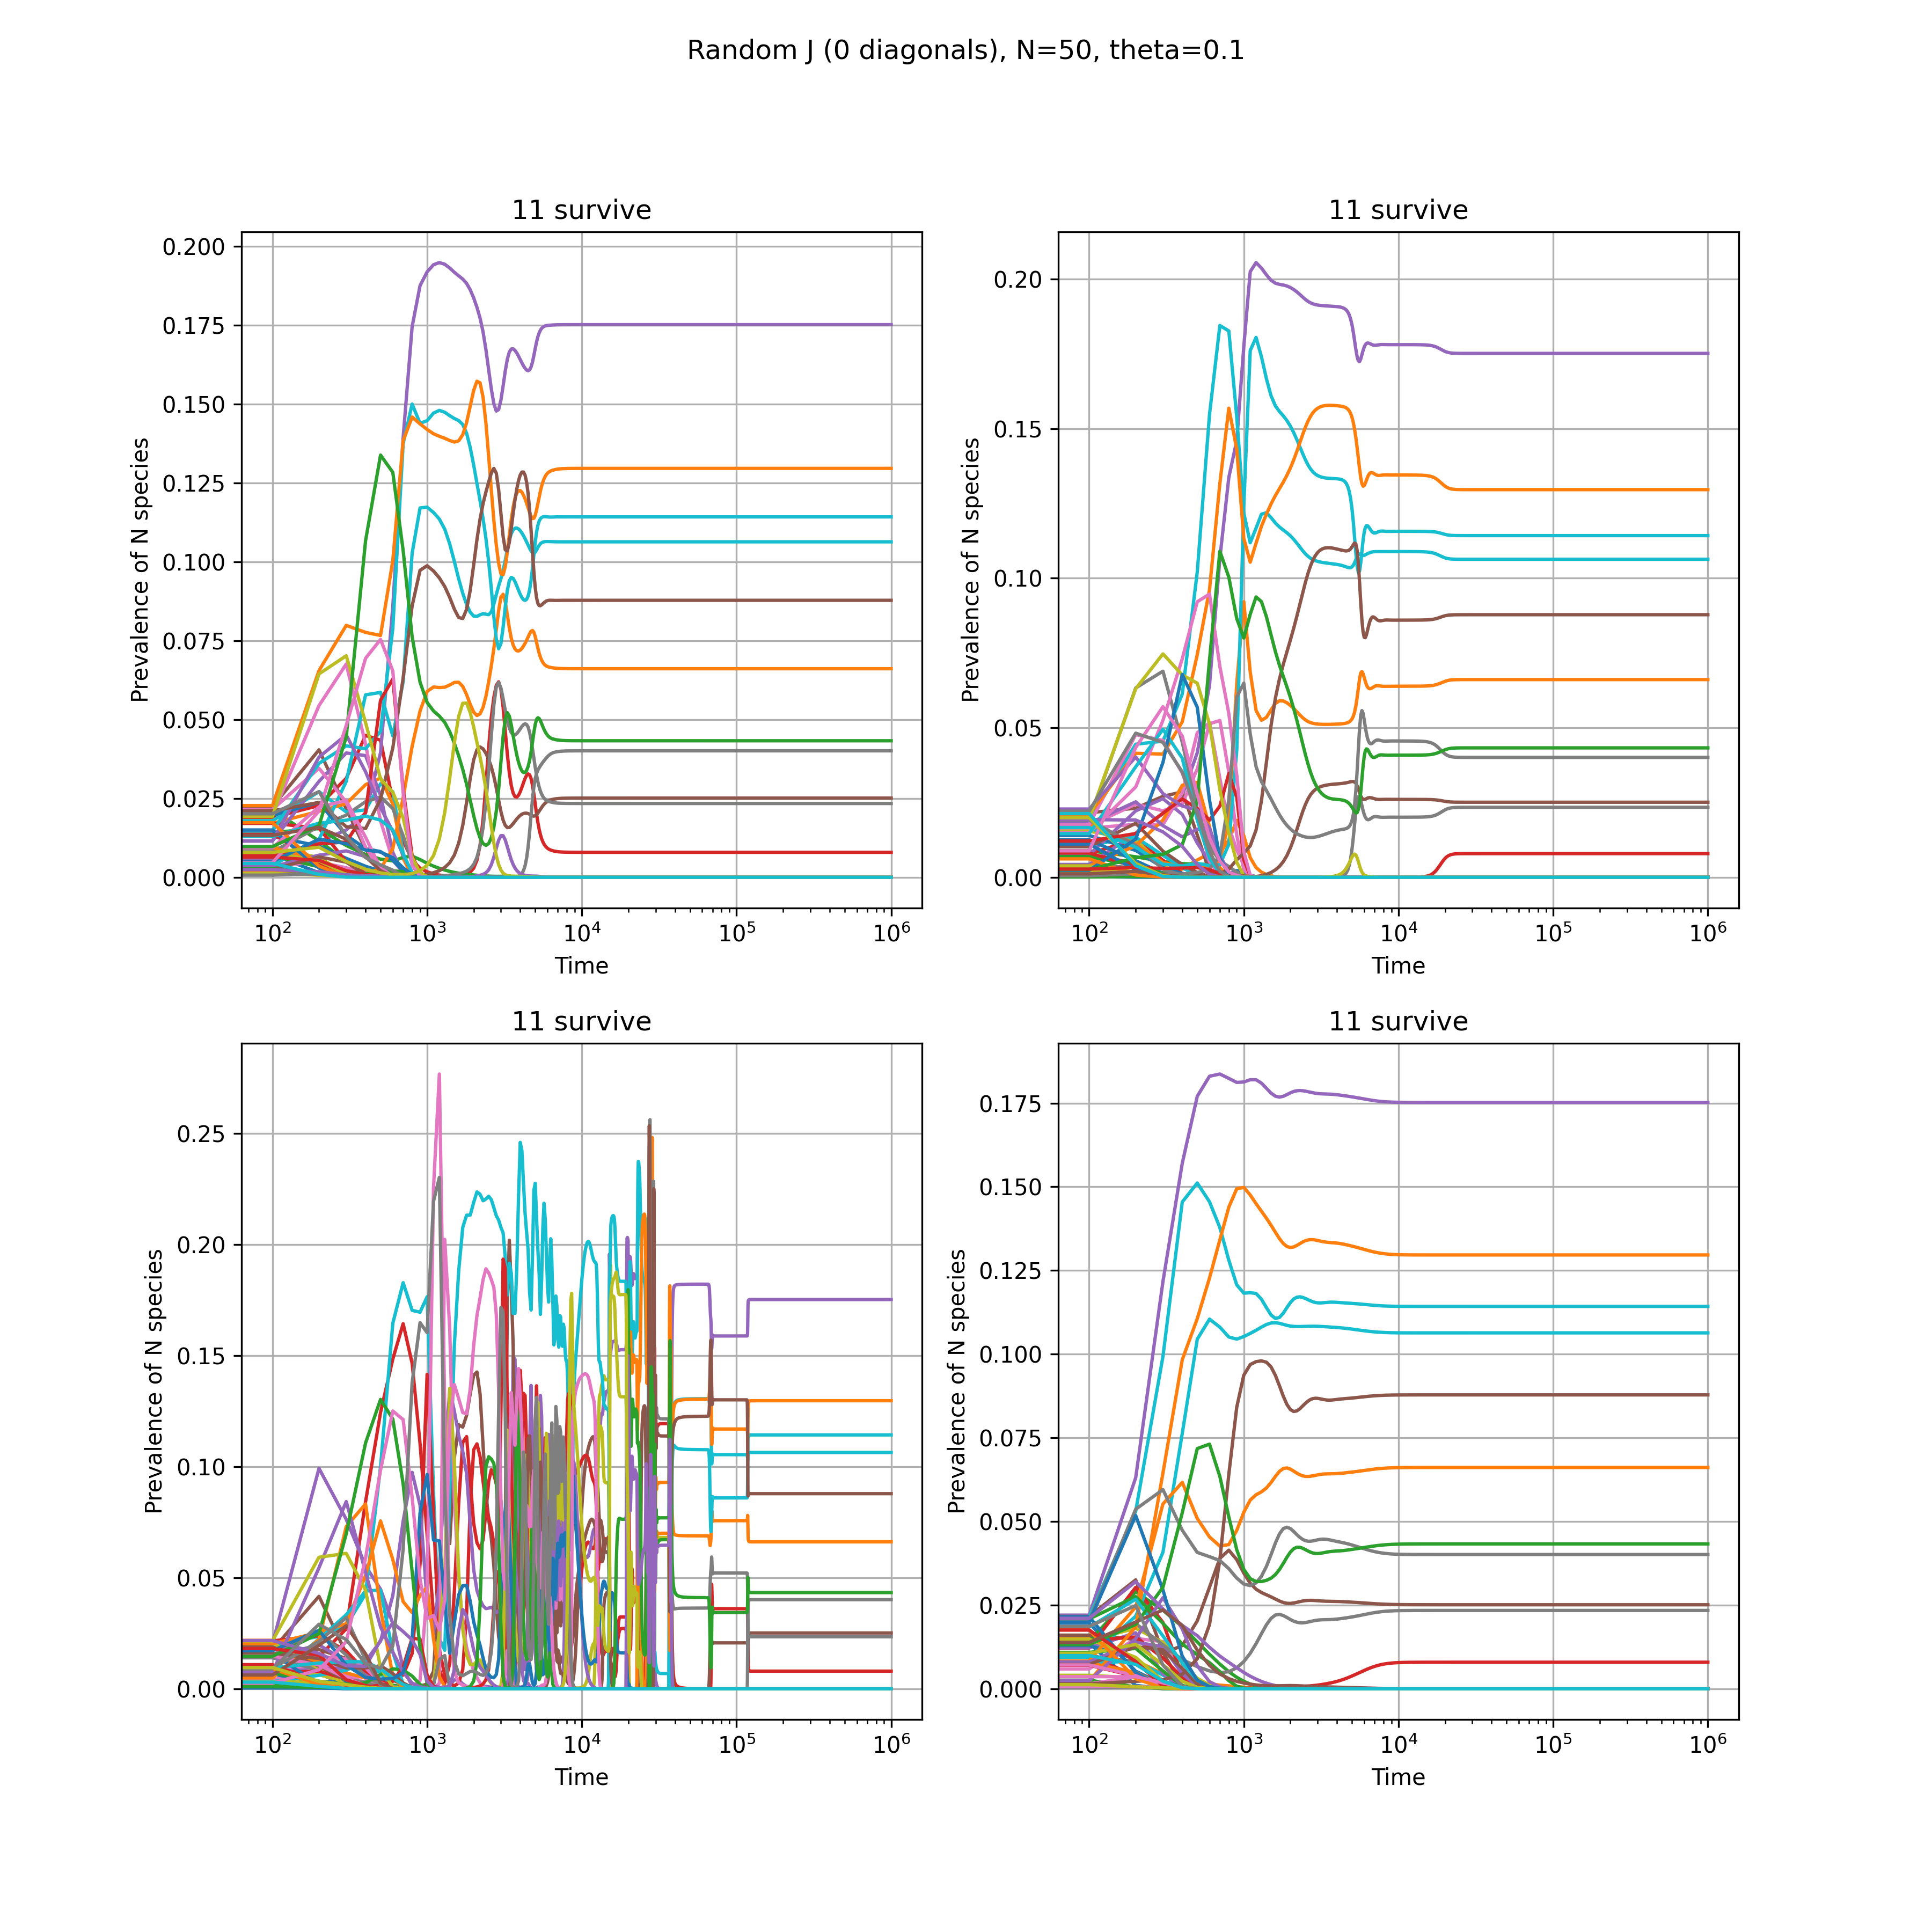 Random J (0 diagonals), N=50, theta=0.1
11 survive
0.200
0.175
0.150
0.125
0.100
0.075
0.050
0.025
0.000
Prevalence of N species
10² 10³ 10⁴ 10⁵ 10⁶
Time
11 survive
0.20
0.15
0.10
0.05
0.00
Prevalence of N species
10² 10³ 10⁴ 10⁵ 10⁶
Time
11 survive
0.25
0.20
0.15
0.10
0.05
0.00
Prevalence of N species
10² 10³ 10⁴ 10⁵ 10⁶
Time
11 survive
0.175
0.150
0.125
0.100
0.075
0.050
0.025
0.000
Prevalence of N species
10² 10³ 10⁴ 10⁵ 10⁶
Time